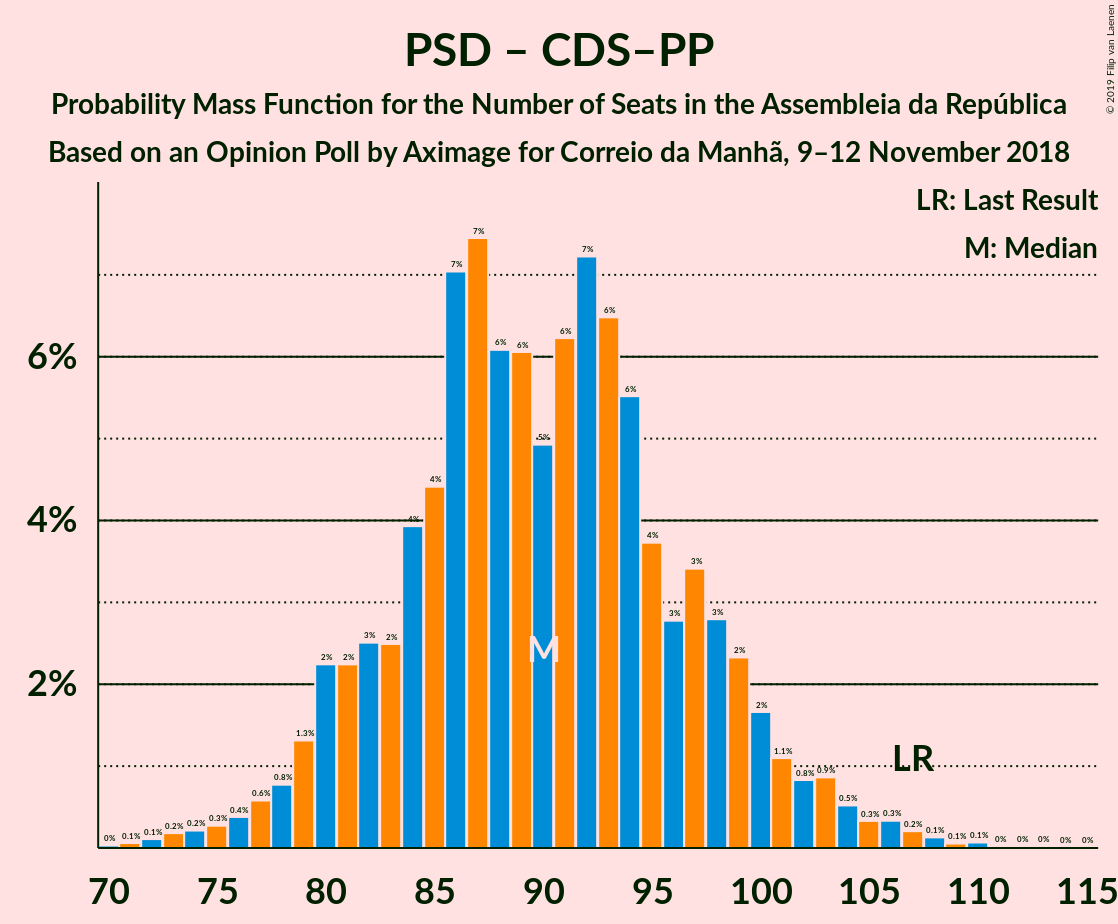 PSD – CDS–PP
Probability Mass Function for the Number of Seats in the Assembleia da República
Based on an Opinion Poll by Aximage for Correio da Manhã, 9–12 November 2018
© 2019 Filip van Laenen
LR: Last Result
M: Median
6%
4%
2%
0% 0.1% 0.1% 0.2% 0.2% 0.3% 0.4% 0.6% 0.8% 1.3% 2% 2% 3% 2% 4% 4% 7% 7% 6% 6% 5% 6% 7% 6% 6% 4% 3% 3% 3% 2% 2% 1.1% 0.8% 0.9% 0.5% 0.3% 0.3% 0.2% 0.1% 0.1% 0.1% 0% 0% 0% 0% 0%
M
LR
70 75 80 85 90 95 100 105 110 115